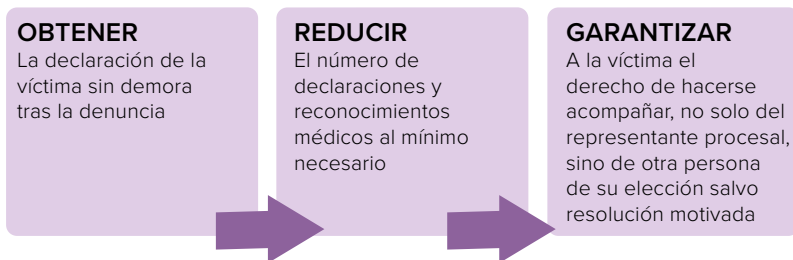 OBTENER
La declaración de la
víctima sin demora
tras la denuncia
REDUCIR
El número de
declaraciones y
reconocimientos
médicos al mínimo
necesario
GARANTIZAR
A la víctima el
derecho de hacerse
acompañar, no solo del
representante procesal,
sino de otra persona
de su elección salvo
resolución motivada